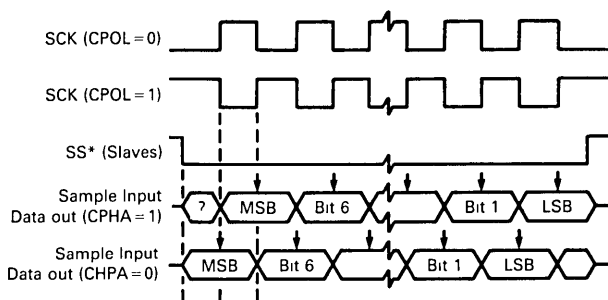 SCK (CPOL=0)
SCK (CPOL=1)
SS* (Slaves)
Sample Input
Data out (CPHA=1)
? MSB Bit 6 Bit 1 LSB
Sample Input
Data out (CHPA=0)
MSB Bit 6 Bit 1 LSB